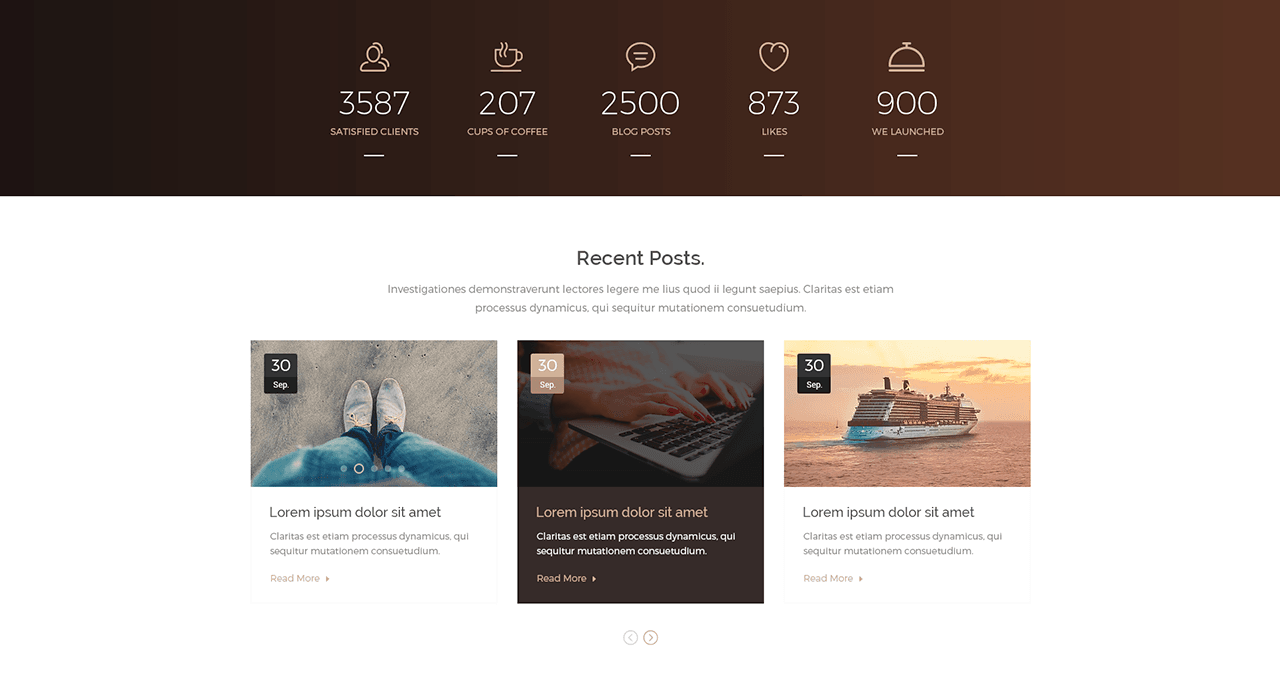 3587
SATISFIED CLIENTS
207
CUPS OF COFFEE
2500
BLOG POSTS
873
LIKES
900
WE LAUNCHED
Recent Posts.
Investigationes demonstraverunt lectores legere me lius quod ii legunt saepius. Claritas est etiam
processus dynamicus, qui sequitur mutationem consuetudium.
30
Sep.
Lorem ipsum dolor sit amet
Claritas est etiam processus dynamicus, qui
sequitur mutationem consuetudium.
Read More
30
Sep.
Lorem ipsum dolor sit amet
Claritas est etiam processus dynamicus, qui
sequitur mutationem consuetudium.
Read More
30
Sep.
Lorem ipsum dolor sit amet
Claritas est etiam processus dynamicus, qui
sequitur mutationem consuetudium.
Read More